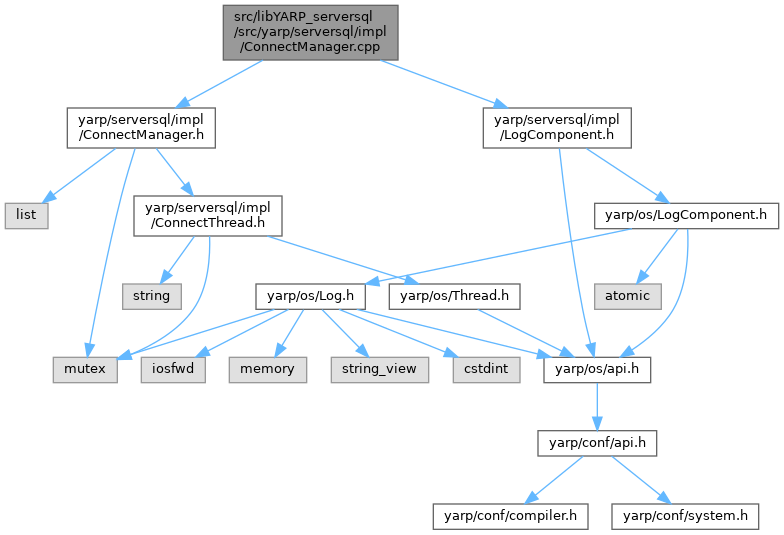 src/libYARP_serversql
/src/yarp/serversql/impl
/ConnectManager.cpp
yarp/serversql/impl
/ConnectManager.h
yarp/serversql/impl
/LogComponent.h
list
yarp/serversql/impl
/ConnectThread.h
yarp/os/LogComponent.h
string
yarp/os/Log.h
yarp/os/Thread.h
atomic
mutex
iosfwd
memory
string_view
cstdint
yarp/os/api.h
yarp/conf/api.h
yarp/conf/compiler.h
yarp/conf/system.h